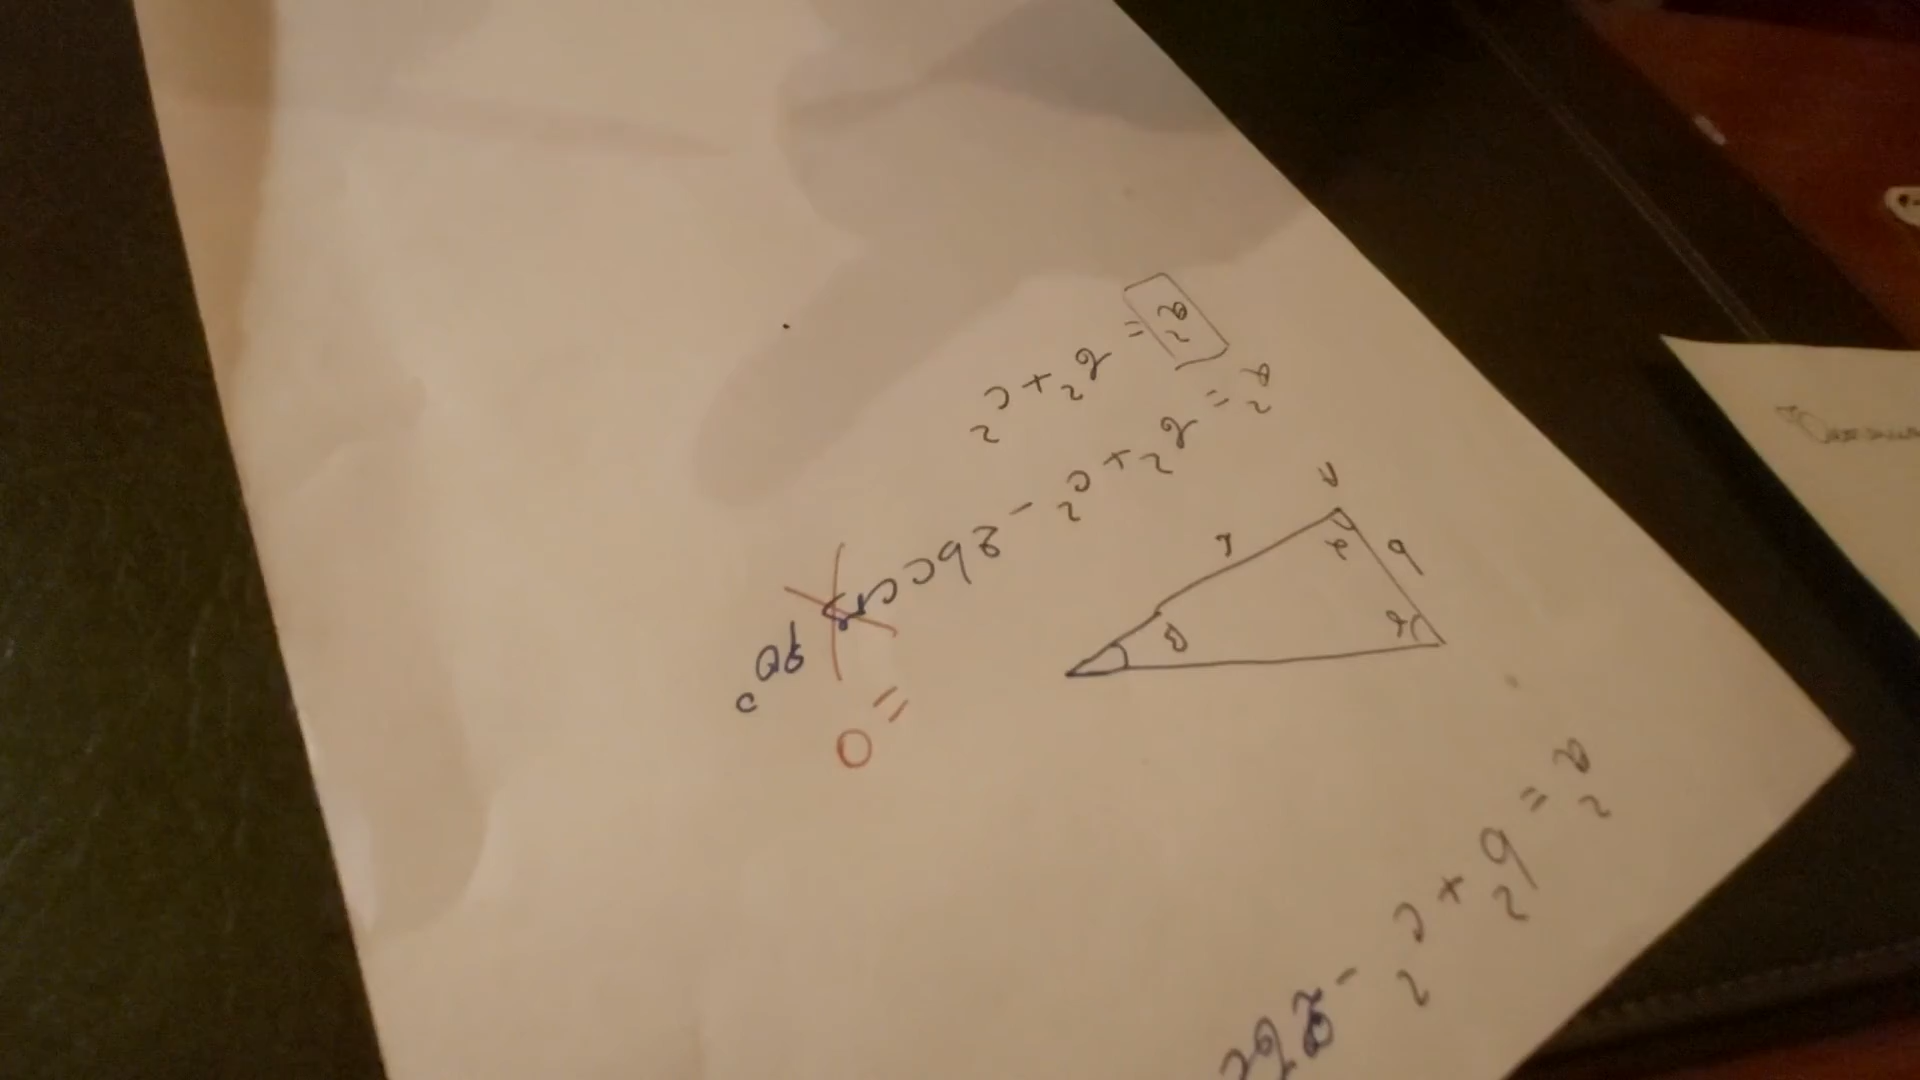 a² = b² + c² - 2bc
b
β
α
A
= 0
a² = b² + c² - 2bc cos 90°
a² = b² + c²